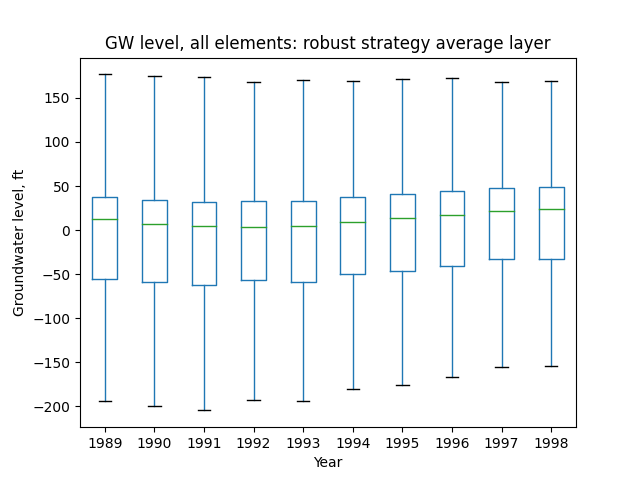 GW level, all elements: robust strategy average layer
Groundwater level, ft
150
100
50
0
−50
−100
−150
−200
1989 1990 1991 1992 1993 1994 1995 1996 1997 1998
Year